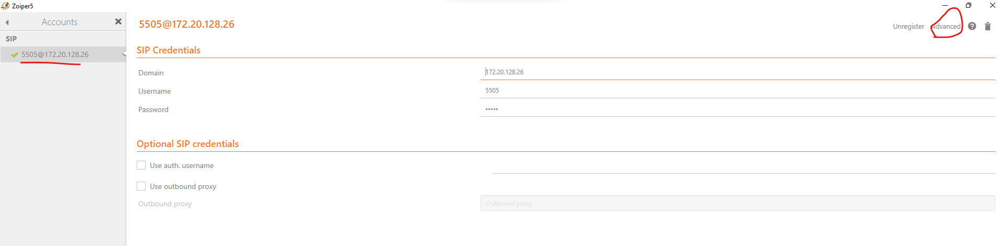 Zoiper5
Accounts
SIP
5505@172.20.128.26
5505@172.20.128.26
Unregister Advanced ?
SIP Credentials
Domain 172.20.128.26
Username 5505
Password •••••
Optional SIP credentials
Use auth. username
Use outbound proxy
Outbound proxy Outbound proxy